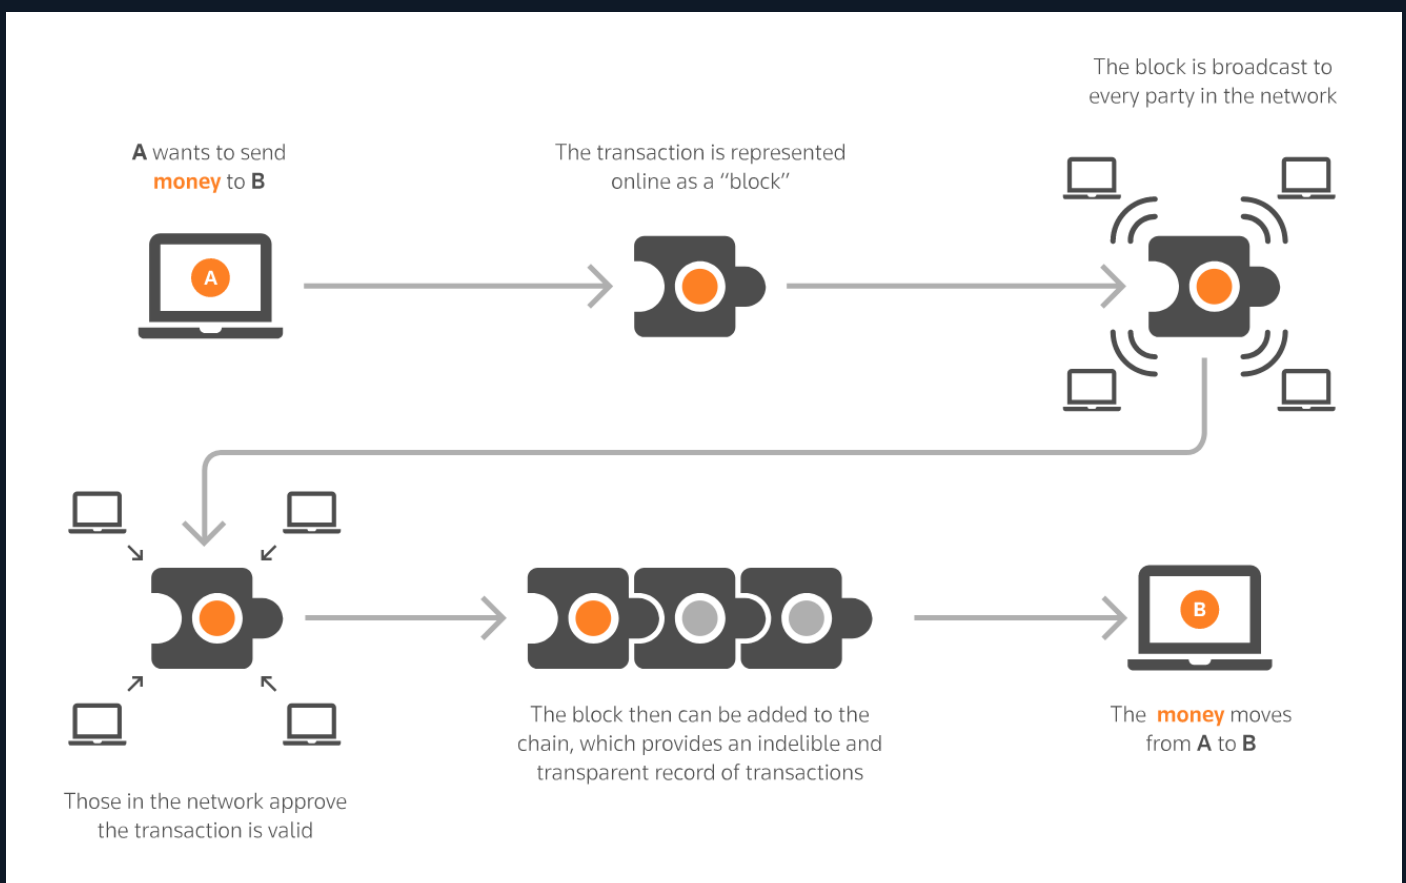 A wants to send
money to B
A
The transaction is represented
online as a “block”
The block is broadcast to
every party in the network
Those in the network approve
the transaction is valid
The block then can be added to the
chain, which provides an indelible and
transparent record of transactions
B
The money moves
from A to B